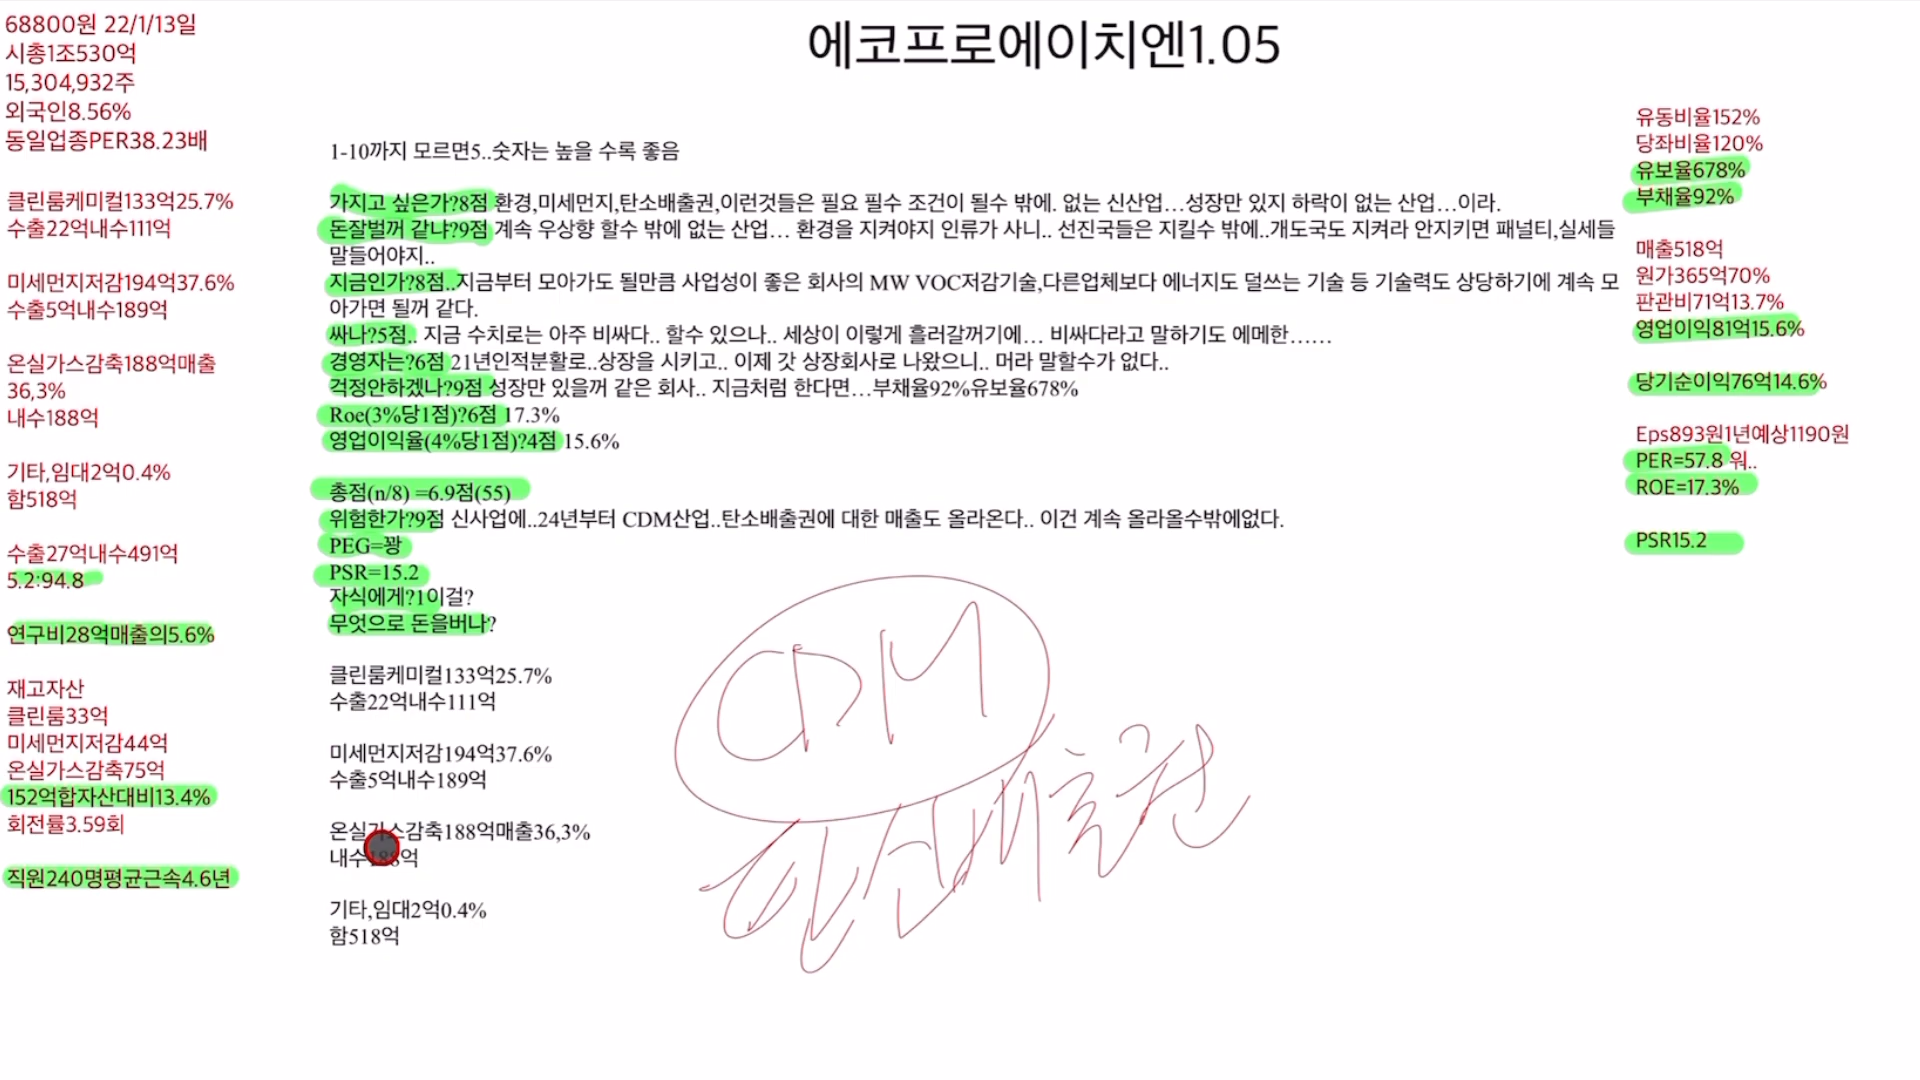 에코프로에이치엔1.05
68800원 22/1/13일
시총1조530억
15,304,932주
외국인8.56%
동일업종PER38.23배
클린룸케미컬133억25.7%
수출22억내수111억
미세먼지저감194억37.6%
수출5억내수189억
온실가스감축188억매출
36,3%
내수188억
기타,임대2억0.4%
함518억
수출27억내수491억
5.2:94.8
연구비28억매출의5.6%
재고자산
클린룸33억
미세먼지저감44억
온실가스감축75억
152억합자산대비13.4%
회전률3.59회
직원240명평균근속4.6년
1-10까지 모르면5..숫자는 높을 수록 좋음
가지고 싶은가?8점 환경,미세먼지,탄소배출권,이런것들은 필요 필수 조건이 될수 밖에. 없는 신산업...성장만 있지 하락이 없는 산업...이라.
돈잘벌꺼 같냐?9점 계속 우상향 할수 밖에 없는 산업... 환경을 지켜야지 인류가 사니.. 선진국들은 지킬수 밖에..개도국도 지켜라 안지키면 패널티,실세들
말들어야지..
지금인가?8점..지금부터 모아가도 될만큼 사업성이 좋은 회사의 MW VOC저감기술,다른업체보다 에너지도 덜쓰는 기술 등 기술력도 상당하기에 계속 모
아가면 될꺼 같다.
싸나?5점.. 지금 수치로는 아주 비싸다.. 할수 있으나.. 세상이 이렇게 흘러갈꺼기에... 비싸다라고 말하기도 에메한......
경영자는?6점 21년인적분활로..상장을 시키고.. 이제 갓 상장회사로 나왔으니.. 머라 말할수가 없다..
걱정안하겠나?9점 성장만 있을꺼 같은 회사.. 지금처럼 한다면...부채율92%유보율678%
Roe(3%당1점)?6점 17.3%
영업이익율(4%당1점)?4점 15.6%
총점(n/8) =6.9점(55)
위험한가?9점 신사업에..24년부터 CDM산업..탄소배출권에 대한 매출도 올라온다.. 이건 계속 올라올수밖에없다.
PEG=꽝
PSR=15.2
자식에게?1이걸?
무엇으로 돈을버냐?
클린룸케미컬133억25.7%
수출22억내수111억
미세먼지저감194억37.6%
수출5억내수189억
온실가스감축188억매출36,3%
내수188억
기타,임대2억0.4%
함518억
CDM
탄소배출권
유동비율152%
당좌비율120%
유보율678%
부채율92%
매출518억
원가365억70%
판관비71억13.7%
영업이익81억15.6%
당기순이익76억14.6%
Eps893원1년예상1190원
PER=57.8 워..
ROE=17.3%
PSR15.2